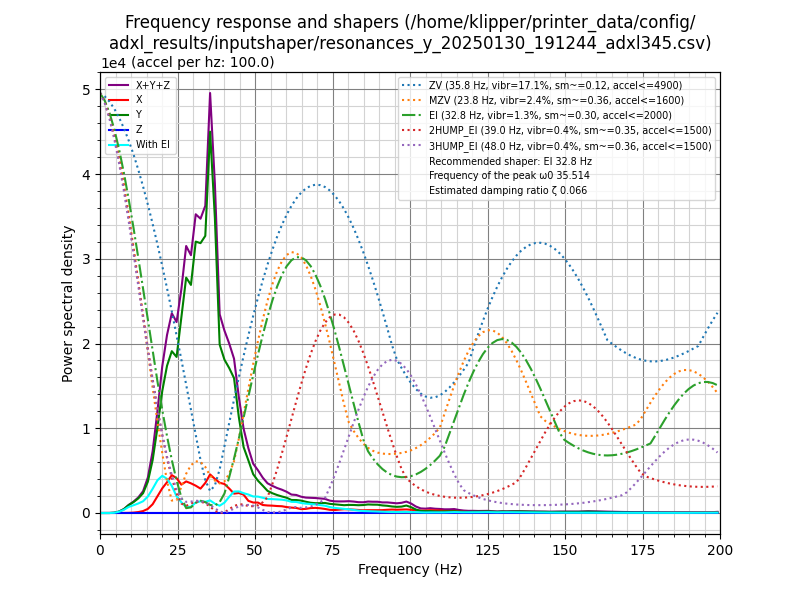 Frequency response and shapers (/home/klipper/printer_data/config/
adxl_results/inputshaper/resonances_y_20250130_191244_adxl345.csv)
1e4 (accel per hz: 100.0)
X+Y+Z
X
Y
Z
With EI
ZV (35.8 Hz, vibr=17.1%, sm~=0.12, accel<=4900)
MZV (23.8 Hz, vibr=2.4%, sm~=0.36, accel<=1600)
EI (32.8 Hz, vibr=1.3%, sm~=0.30, accel<=2000)
2HUMP_EI (39.0 Hz, vibr=0.4%, sm~=0.35, accel<=1500)
3HUMP_EI (48.0 Hz, vibr=0.4%, sm~=0.36, accel<=1500)
Recommended shaper: EI 32.8 Hz
Frequency of the peak ω0 35.514
Estimated damping ratio ζ 0.066
Power spectral density
5
4
3
2
1
0
0 25 50 75 100 125 150 175 200
Frequency (Hz)